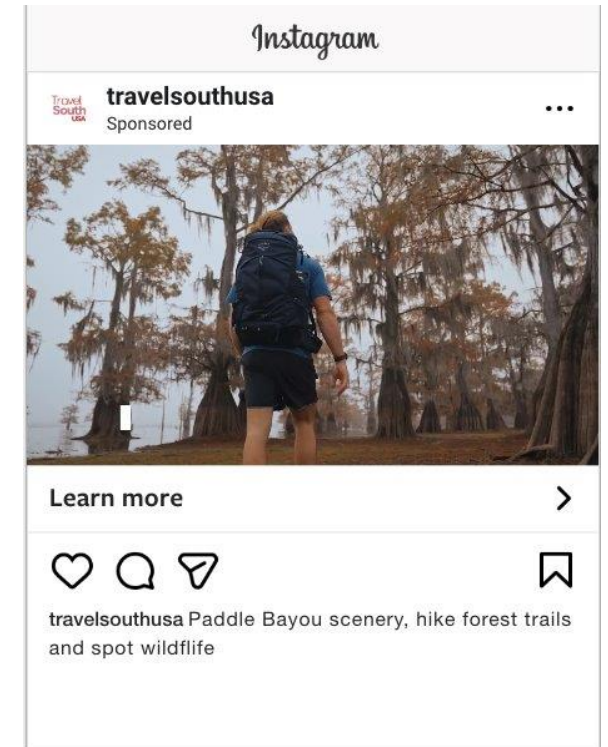 Instagram
Travel
South
USA
travelsouthusa
Sponsored
Learn more
travelsouthusa Paddle Bayou scenery, hike forest trails
and spot wildflife